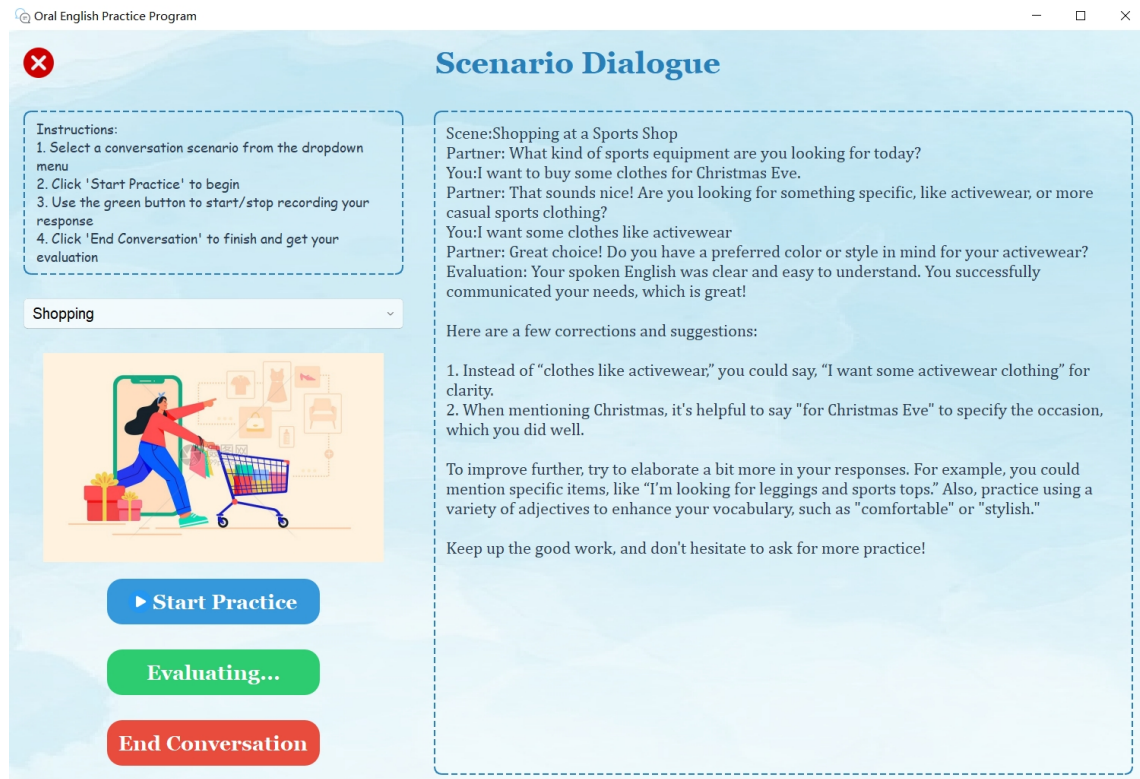 Oral English Practice Program
Scenario Dialogue
Instructions:
1. Select a conversation scenario from the dropdown
menu
2. Click 'Start Practice' to begin
3. Use the green button to start/stop recording your
response
4. Click 'End Conversation' to finish and get your
evaluation
Shopping
Start Practice
Evaluating...
End Conversation
Scene:Shopping at a Sports Shop
Partner: What kind of sports equipment are you looking for today?
You:I want to buy some clothes for Christmas Eve.
Partner: That sounds nice! Are you looking for something specific, like activewear, or more
casual sports clothing?
You:I want some clothes like activewear
Partner: Great choice! Do you have a preferred color or style in mind for your activewear?
Evaluation: Your spoken English was clear and easy to understand. You successfully
communicated your needs, which is great!
Here are a few corrections and suggestions:
1. Instead of “clothes like activewear,” you could say, “I want some activewear clothing” for
clarity.
2. When mentioning Christmas, it's helpful to say "for Christmas Eve" to specify the occasion,
which you did well.
To improve further, try to elaborate a bit more in your responses. For example, you could
mention specific items, like “I’m looking for leggings and sports tops.” Also, practice using a
variety of adjectives to enhance your vocabulary, such as "comfortable" or "stylish."
Keep up the good work, and don't hesitate to ask for more practice!